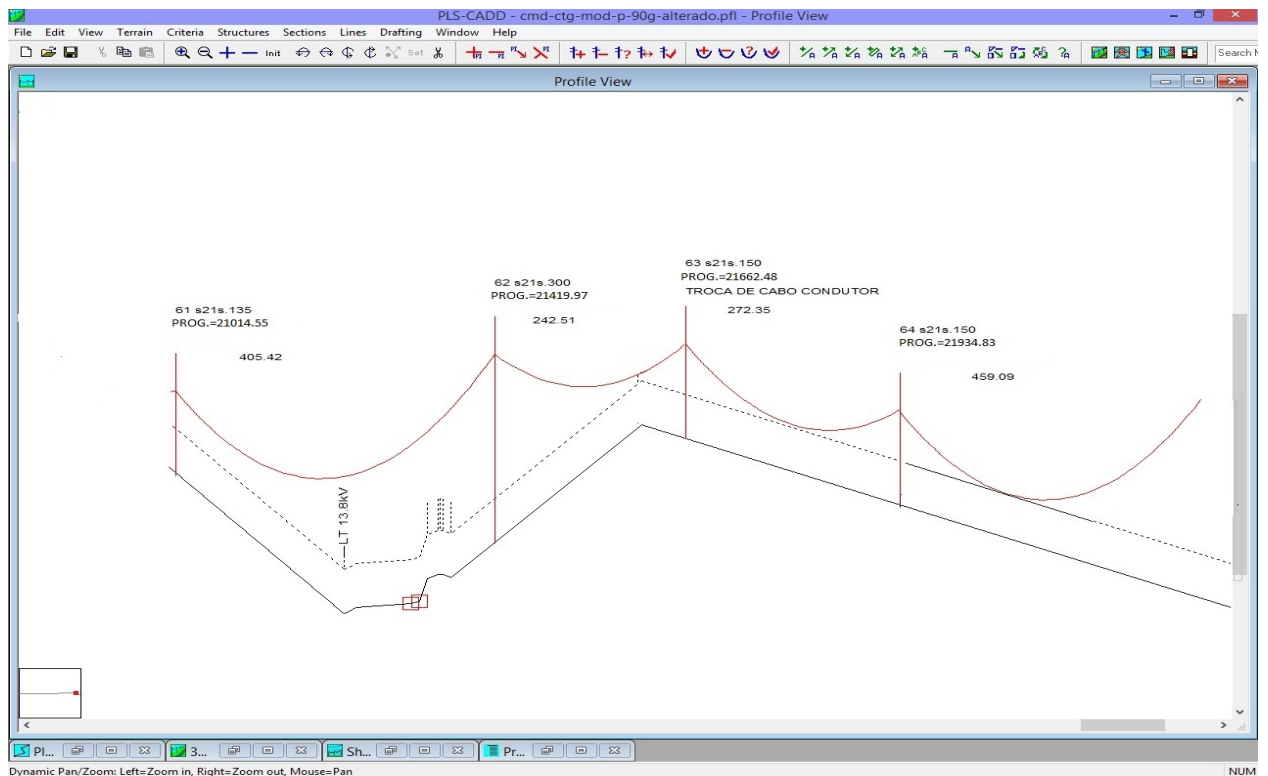 PLS-CADD - cmd-ctg-mod-p-90g-alterado.pfl - Profile View
File Edit View Terrain Criteria Structures Sections Lines Drafting Window Help
Init
Set
Search
Profile View
63 s21s.150
PROG.=21662.48
TROCA DE CABO CONDUTOR
272.35
62 s21s.300
PROG.=21419.97
242.51
61 s21s.135
PROG.=21014.55
405.42
64 s21s.150
PROG.=21934.83
459.09
LT 13.8kV
Pl...
3...
Sh...
Pr...
Dynamic Pan/Zoom: Left=Zoom in, Right=Zoom out, Mouse=Pan
NUM